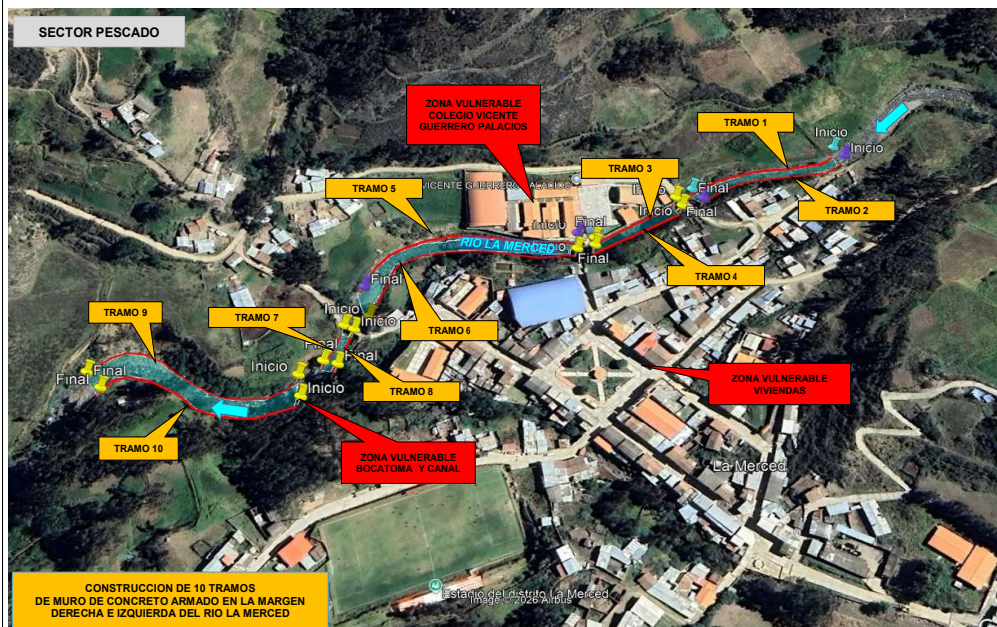 SECTOR PESCADO
ZONA VULNERABLE
COLEGIO VICENTE
GUERRERO PALACIOS
TRAMO 1
Inicio
Inicio
TRAMO 3
TRAMO 5
VICENTE GUERRERO PALACIOS
Inicio
Final
TRAMO 2
Inicio
Final
Inicio
Final
RIO LA MERCED
Inicio
Final
TRAMO 4
Final
TRAMO 9
TRAMO 7
Inicio
Inicio
TRAMO 6
Final
Final
Inicio
Final
Final
Inicio
TRAMO 8
ZONA VULNERABLE
VIVIENDAS
TRAMO 10
ZONA VULNERABLE
BOCATOMA Y CANAL
La Merced
CONSTRUCCION DE 10 TRAMOS
DE MURO DE CONCRETO ARMADO EN LA MARGEN
DERECHA E IZQUIERDA DEL RIO LA MERCED
Estadio del distrito La Merced
Image © 2026 Airbus